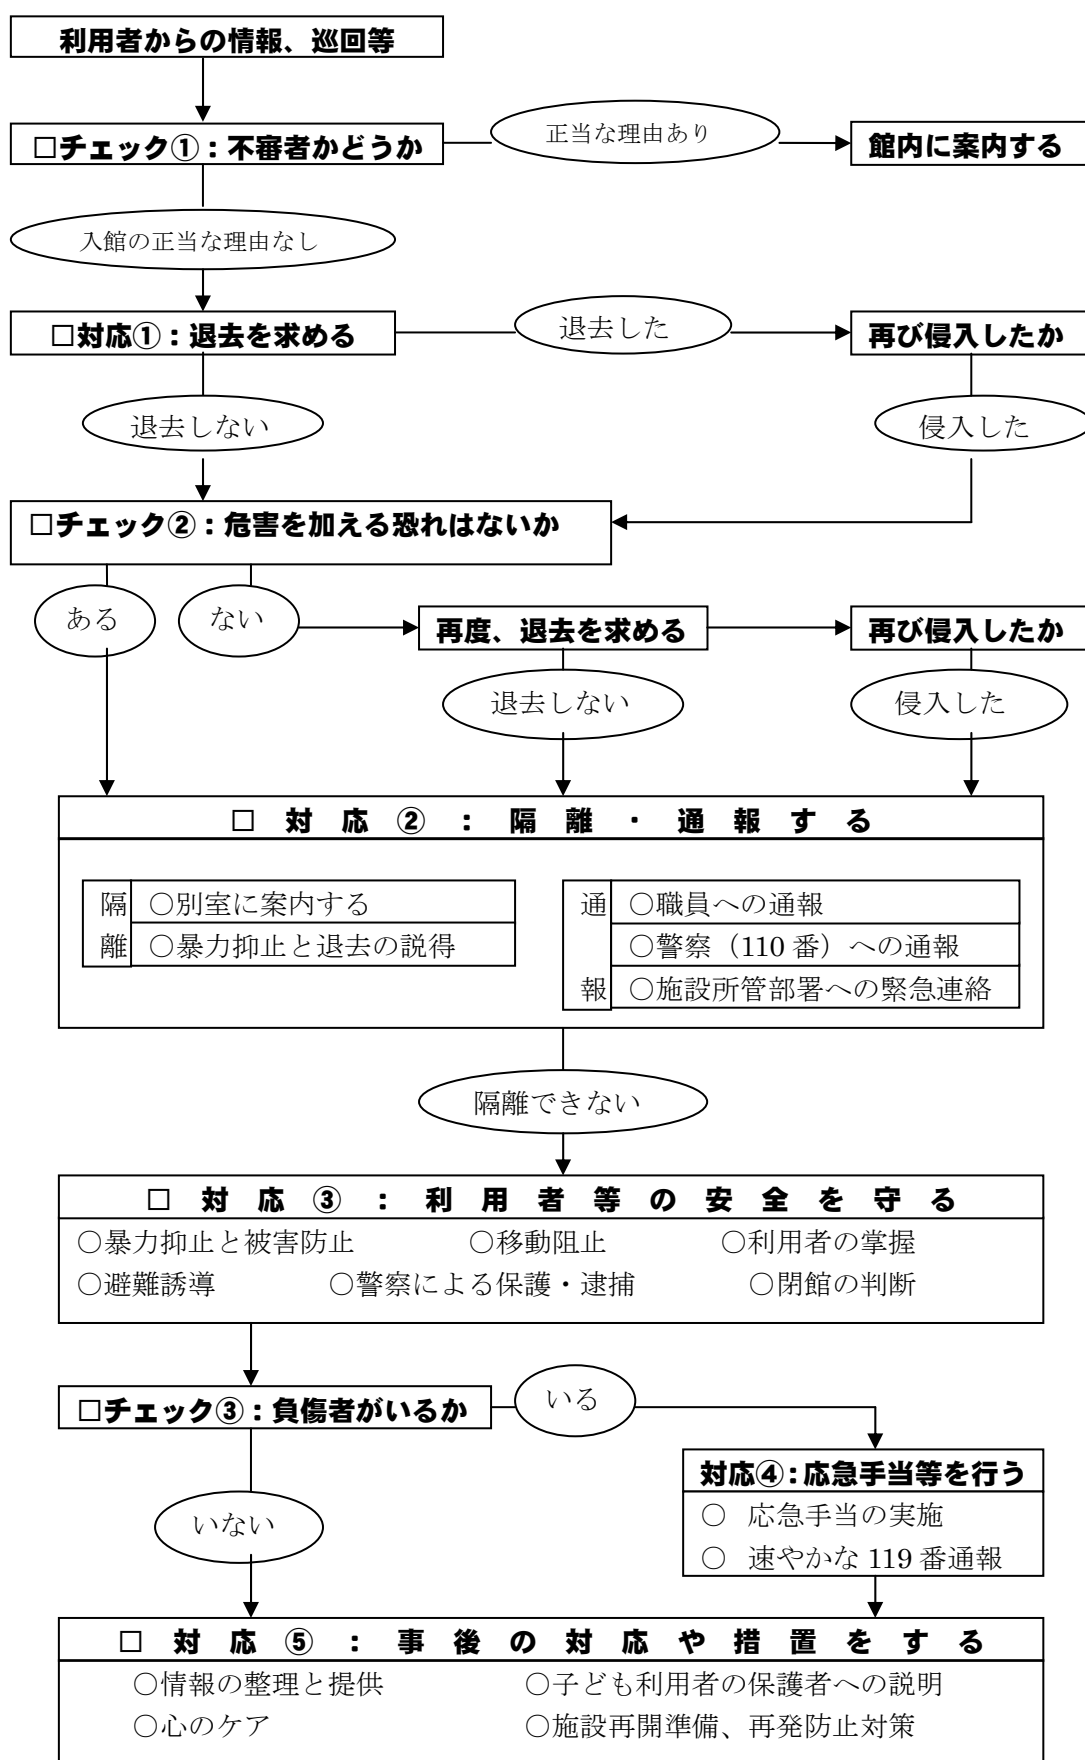 利用者からの情報、巡回等
□チェック①：不審者かどうか
正当な理由あり
館内に案内する
入館の正当な理由なし
□対応①：退去を求める
退去した
再び侵入したか
退去しない
侵入した
□チェック②：危害を加える恐れはないか
ある
ない
再度、退去を求める
再び侵入したか
退去しない
侵入した
□対応②：隔離・通報する
隔離
○別室に案内する
○暴力抑止と退去の説得
通報
○職員への通報
○警察（110 番）への通報
○施設所管部署への緊急連絡
隔離できない
□対応③：利用者等の安全を守る
○暴力抑止と被害防止 ○移動阻止 ○利用者の掌握
○避難誘導 ○警察による保護・逮捕 ○閉館の判断
□チェック③：負傷者がいるか
いる
対応④：応急手当等を行う
○ 応急手当の実施
○ 速やかな 119 番通報
いない
□対応⑤：事後の対応や措置をする
○情報の整理と提供 ○子ども利用者の保護者への説明
○心のケア ○施設再開準備、再発防止対策